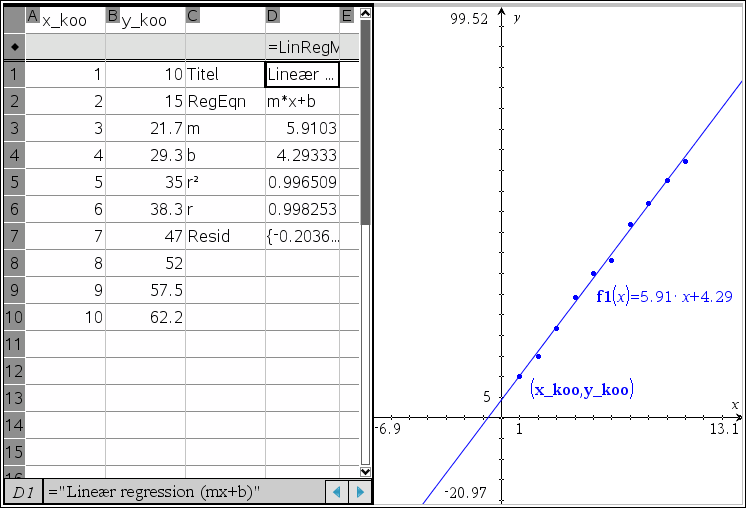 A x_koo B y_koo C D E
◆ =LinRegM
1 1 10 Titel Lineær ...
2 2 15 RegEqn m*x+b
3 3 21.7 m 5.9103
4 4 29.3 b 4.29333
5 5 35 r² 0.996509
6 6 38.3 r 0.998253
7 7 47 Resid {⁻0.2036...
8 8 52
9 9 57.5
10 10 62.2
11
12
13
14
15
16
D1 ="Lineær regression (mx+b)"
99.52 y
f1(x)=5.91·x+4.29
(x_koo,y_koo)
5
x
-6.9 1 13.1
-20.97